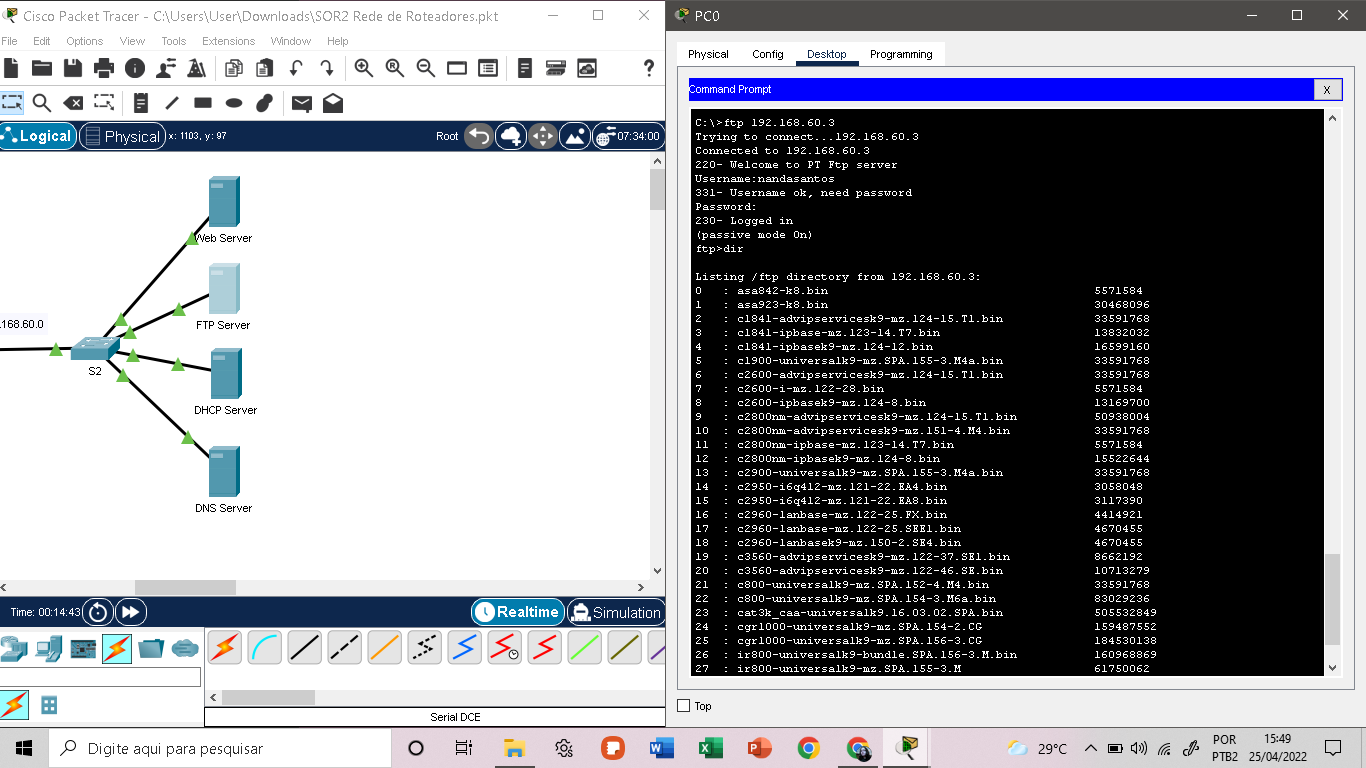 Cisco Packet Tracer - C:\Users\User\Downloads\SOR2 Rede de Roteadores.pkt
File Edit Options View Tools Extensions Window Help
Logical Physical x: 1103, y: 97 Root 07:34:00
Web Server
FTP Server
.168.60.0
S2
DHCP Server
DNS Server
Time: 00:14:43 Realtime Simulation
Serial DCE
PC0
Physical Config Desktop Programming
Command Prompt X
C:\>ftp 192.168.60.3
Trying to connect...192.168.60.3
Connected to 192.168.60.3
220- Welcome to PT Ftp server
Username:nandasantos
331- Username ok, need password
Password:
230- Logged in
(passive mode On)
ftp>dir
Listing /ftp directory from 192.168.60.3:
0 : asa842-k8.bin 5571584
1 : asa923-k8.bin 30468096
2 : c1841-advipservicesk9-mz.124-15.T1.bin 33591768
3 : c1841-ipbase-mz.123-14.T7.bin 13832032
4 : c1841-ipbasek9-mz.124-12.bin 16599160
5 : c1900-universalk9-mz.SPA.155-3.M4a.bin 33591768
6 : c2600-advipservicesk9-mz.124-15.T1.bin 33591768
7 : c2600-i-mz.122-28.bin 5571584
8 : c2600-ipbasek9-mz.124-8.bin 13169700
9 : c2800nm-advipservicesk9-mz.124-15.T1.bin 50938004
10 : c2800nm-advipservicesk9-mz.151-4.M4.bin 33591768
11 : c2800nm-ipbase-mz.123-14.T7.bin 5571584
12 : c2800nm-ipbasek9-mz.124-8.bin 15522644
13 : c2900-universalk9-mz.SPA.155-3.M4a.bin 33591768
14 : c2950-i6q4l2-mz.121-22.EA4.bin 3058048
15 : c2950-i6q4l2-mz.121-22.EA8.bin 3117390
16 : c2960-lanbase-mz.122-25.FX.bin 4414921
17 : c2960-lanbase-mz.122-25.SEE1.bin 4670455
18 : c2960-lanbasek9-mz.150-2.SE4.bin 4670455
19 : c3560-advipservicesk9-mz.122-37.SE1.bin 8662192
20 : c3560-advipservicesk9-mz.122-46.SE.bin 10713279
21 : c800-universalk9-mz.SPA.152-4.M4.bin 33591768
22 : c800-universalk9-mz.SPA.154-3.M6a.bin 83029236
23 : cat3k_caa-universalk9.16.03.02.SPA.bin 505532849
24 : cgr1000-universalk9-mz.SPA.154-2.CG 159487552
25 : cgr1000-universalk9-mz.SPA.156-3.CG 184530138
26 : ir800-universalk9-bundle.SPA.156-3.M.bin 160968869
27 : ir800-universalk9-mz.SPA.155-3.M 61750062
Top
Digite aqui para pesquisar
29°C
POR
PTB2
15:49
25/04/2022